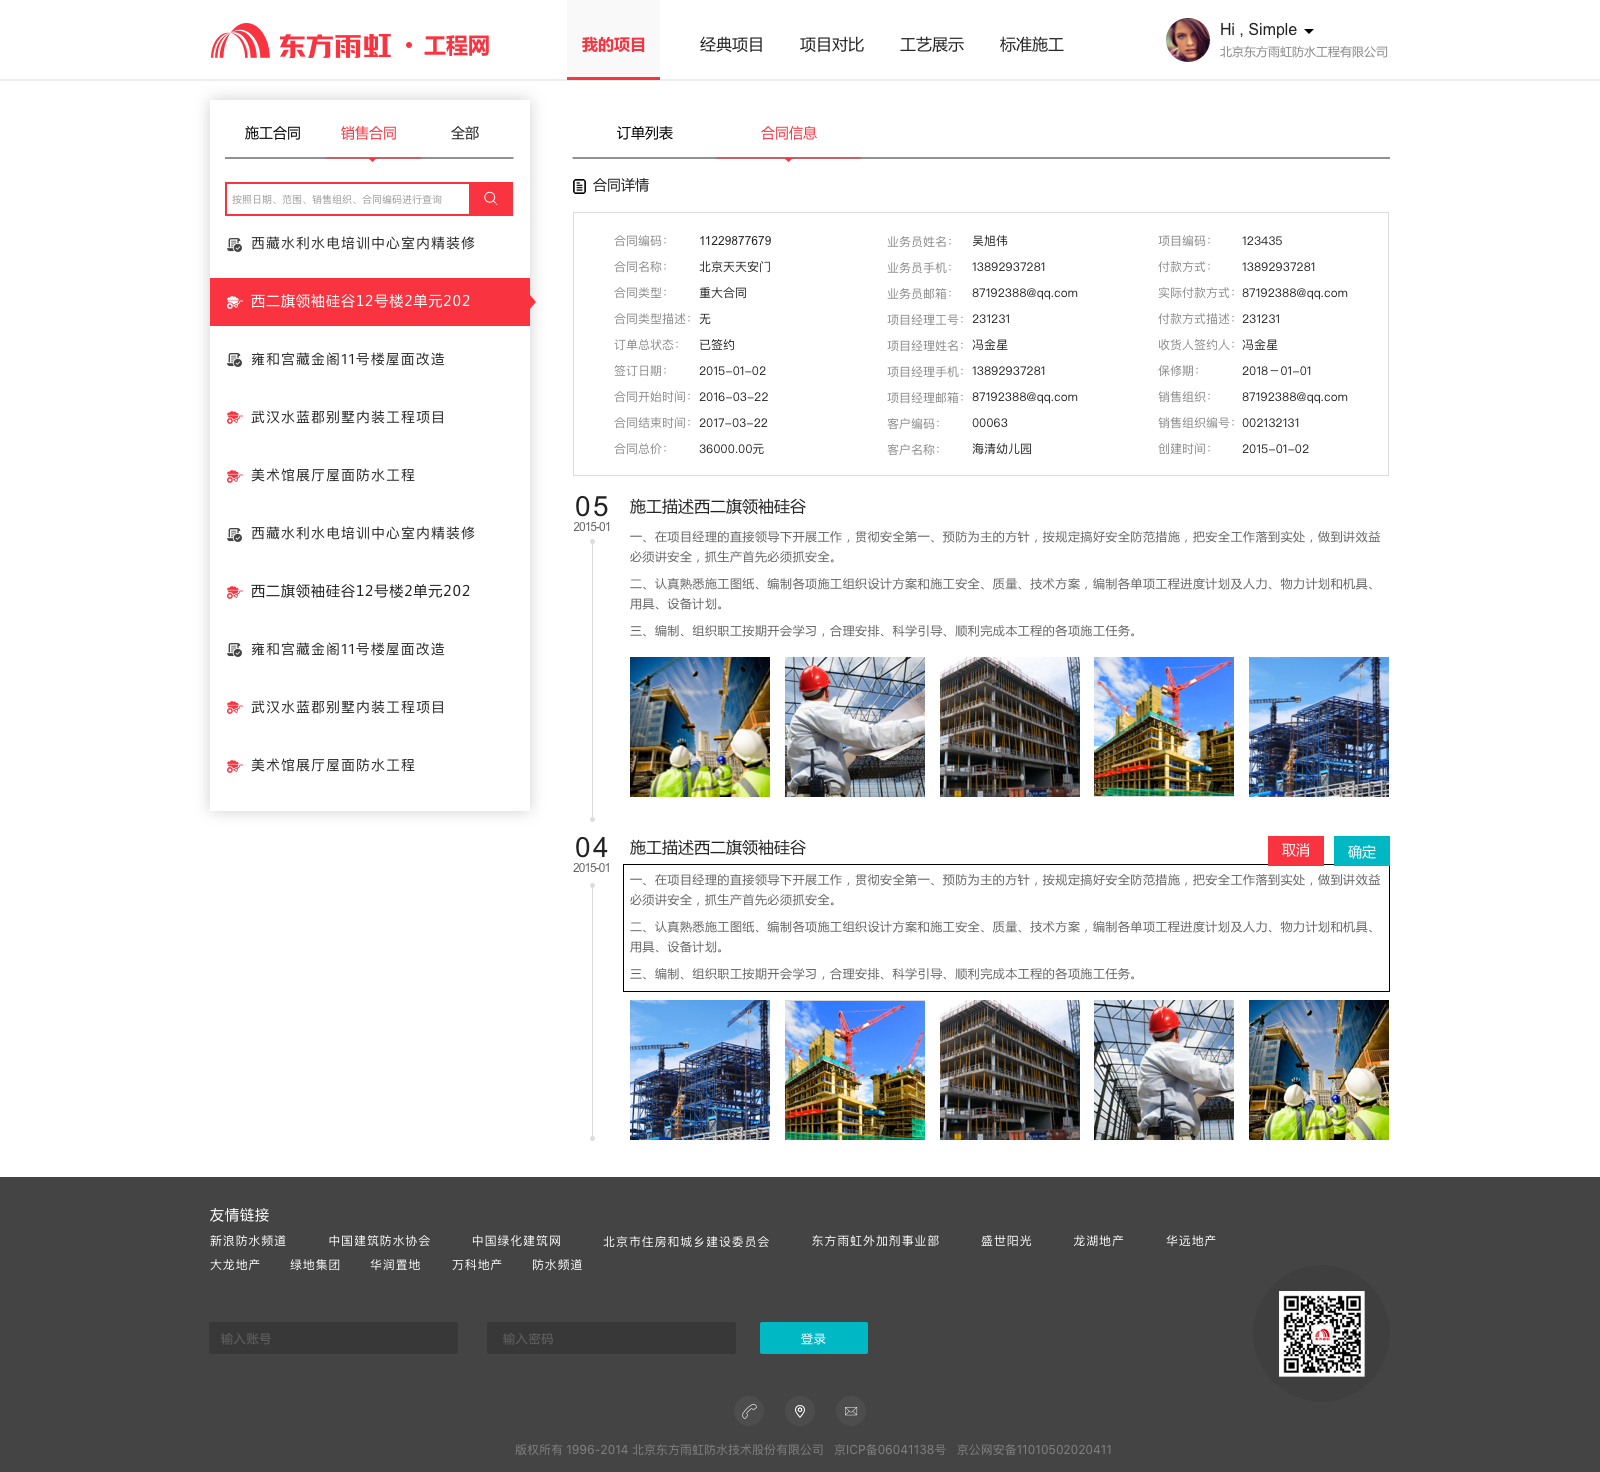 东方雨虹·工程网
我的项目 经典项目 项目对比 工艺展示 标准施工
Hi , Simple
北京东方雨虹防水工程有限公司
施工合同 销售合同 全部
按照日期、范围、销售组织、合同编码进行查询
西藏水利水电培训中心室内精装修
西二旗领袖硅谷12号楼2单元202
雍和宫藏金阁11号楼屋面改造
武汉水蓝郡别墅内装工程项目
美术馆展厅屋面防水工程
西藏水利水电培训中心室内精装修
西二旗领袖硅谷12号楼2单元202
雍和宫藏金阁11号楼屋面改造
武汉水蓝郡别墅内装工程项目
美术馆展厅屋面防水工程
订单列表 合同信息
合同详情
合同编码： 11229877679 业务员姓名： 吴旭伟 项目编码： 123435
合同名称： 北京天天安门 业务员手机： 13892937281 付款方式： 13892937281
合同类型： 重大合同 业务员邮箱： 87192388@qq.com 实际付款方式： 87192388@qq.com
合同类型描述： 无 项目经理工号： 231231 付款方式描述： 231231
订单总状态： 已签约 项目经理姓名： 冯金星 收货人签约人： 冯金星
签订日期： 2015-01-02 项目经理手机： 13892937281 保修期： 2018－01-01
合同开始时间： 2016-03-22 项目经理邮箱： 87192388@qq.com 销售组织： 87192388@qq.com
合同结束时间： 2017-03-22 客户编码： 00063 销售组织编号： 002132131
合同总价： 36000.00元 客户名称： 海清幼儿园 创建时间： 2015-01-02
05 施工描述西二旗领袖硅谷
2015-01
一、在项目经理的直接领导下开展工作，贯彻安全第一、预防为主的方针，按规定搞好安全防范措施，把安全工作落到实处，做到讲效益
必须讲安全，抓生产首先必须抓安全。
二、认真熟悉施工图纸、编制各项施工组织设计方案和施工安全、质量、技术方案，编制各单项工程进度计划及人力、物力计划和机具、
用具、设备计划。
三、编制、组织职工按期开会学习，合理安排、科学引导、顺利完成本工程的各项施工任务。
04 施工描述西二旗领袖硅谷 取消 确定
2015-01
一、在项目经理的直接领导下开展工作，贯彻安全第一、预防为主的方针，按规定搞好安全防范措施，把安全工作落到实处，做到讲效益
必须讲安全，抓生产首先必须抓安全。
二、认真熟悉施工图纸、编制各项施工组织设计方案和施工安全、质量、技术方案，编制各单项工程进度计划及人力、物力计划和机具、
用具、设备计划。
三、编制、组织职工按期开会学习，合理安排、科学引导、顺利完成本工程的各项施工任务。
友情链接
新浪防水频道 中国建筑防水协会 中国绿化建筑网 北京市住房和城乡建设委员会 东方雨虹外加剂事业部 盛世阳光 龙湖地产 华远地产
大龙地产 绿地集团 华润置地 万科地产 防水频道
输入账号 输入密码 登录
版权所有 1996-2014 北京东方雨虹防水技术股份有限公司 京ICP备06041138号 京公网安备11010502020411